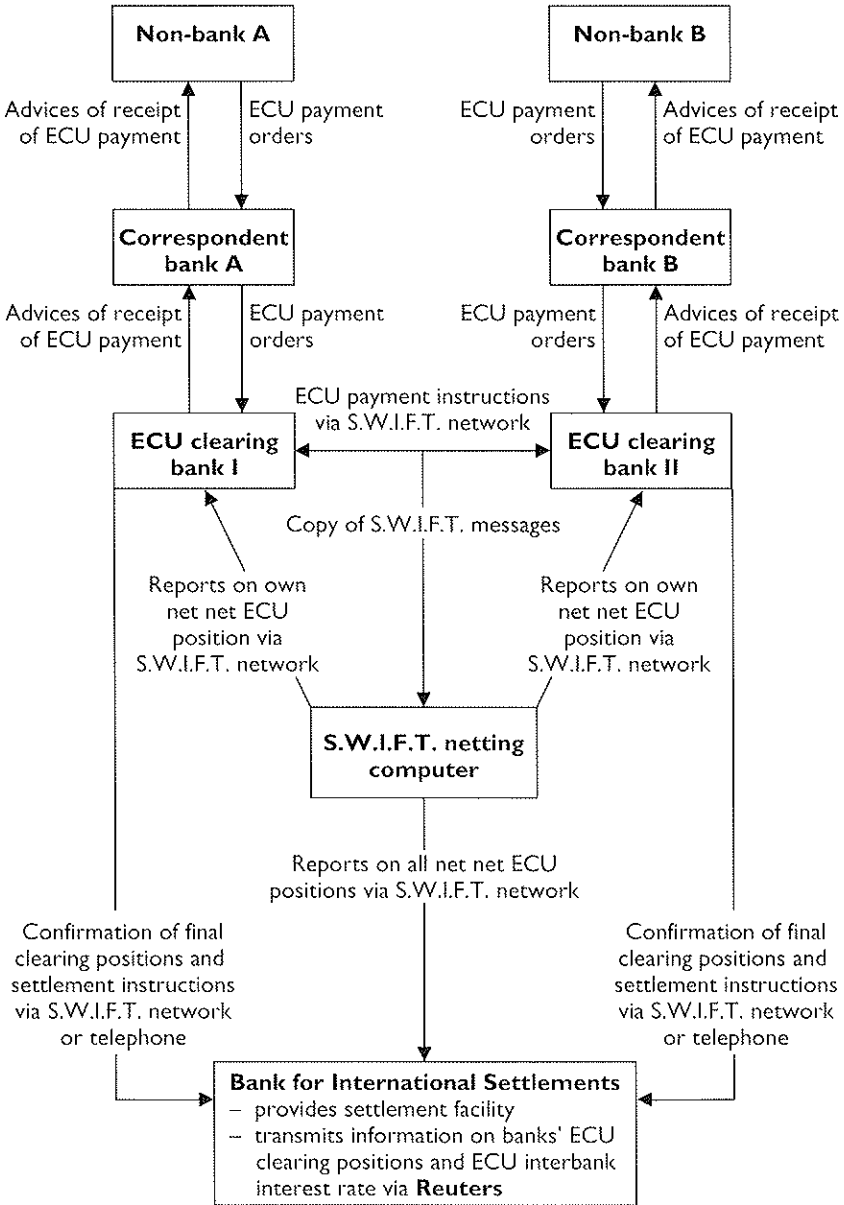 Non-bank A
Non-bank B
Advices of receipt
of ECU payment
ECU payment
orders
ECU payment
orders
Advices of receipt
of ECU payment
Correspondent
bank A
Correspondent
bank B
Advices of receipt
of ECU payment
ECU payment
orders
ECU payment
orders
Advices of receipt
of ECU payment
ECU payment instructions
via S.W.I.F.T. network
ECU clearing
bank I
ECU clearing
bank II
Copy of S.W.I.F.T. messages
Reports on own
net net ECU
position via
S.W.I.F.T. network
Reports on own
net net ECU
position via
S.W.I.F.T. network
S.W.I.F.T. netting
computer
Reports on all net net ECU
positions via S.W.I.F.T. network
Confirmation of final
clearing positions and
settlement instructions
via S.W.I.F.T. network
or telephone
Confirmation of final
clearing positions and
settlement instructions
via S.W.I.F.T. network
or telephone
Bank for International Settlements
– provides settlement facility
– transmits information on banks' ECU
clearing positions and ECU interbank
interest rate via Reuters